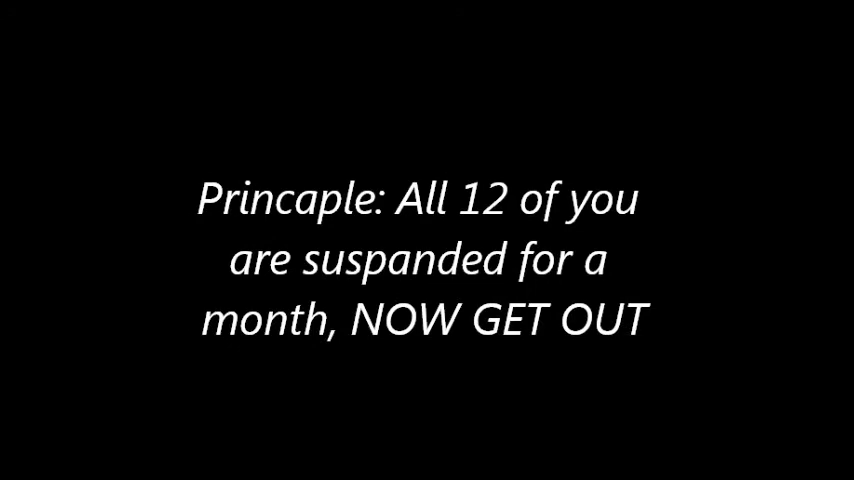 Princaple: All 12 of you
are suspanded for a
month, NOW GET OUT